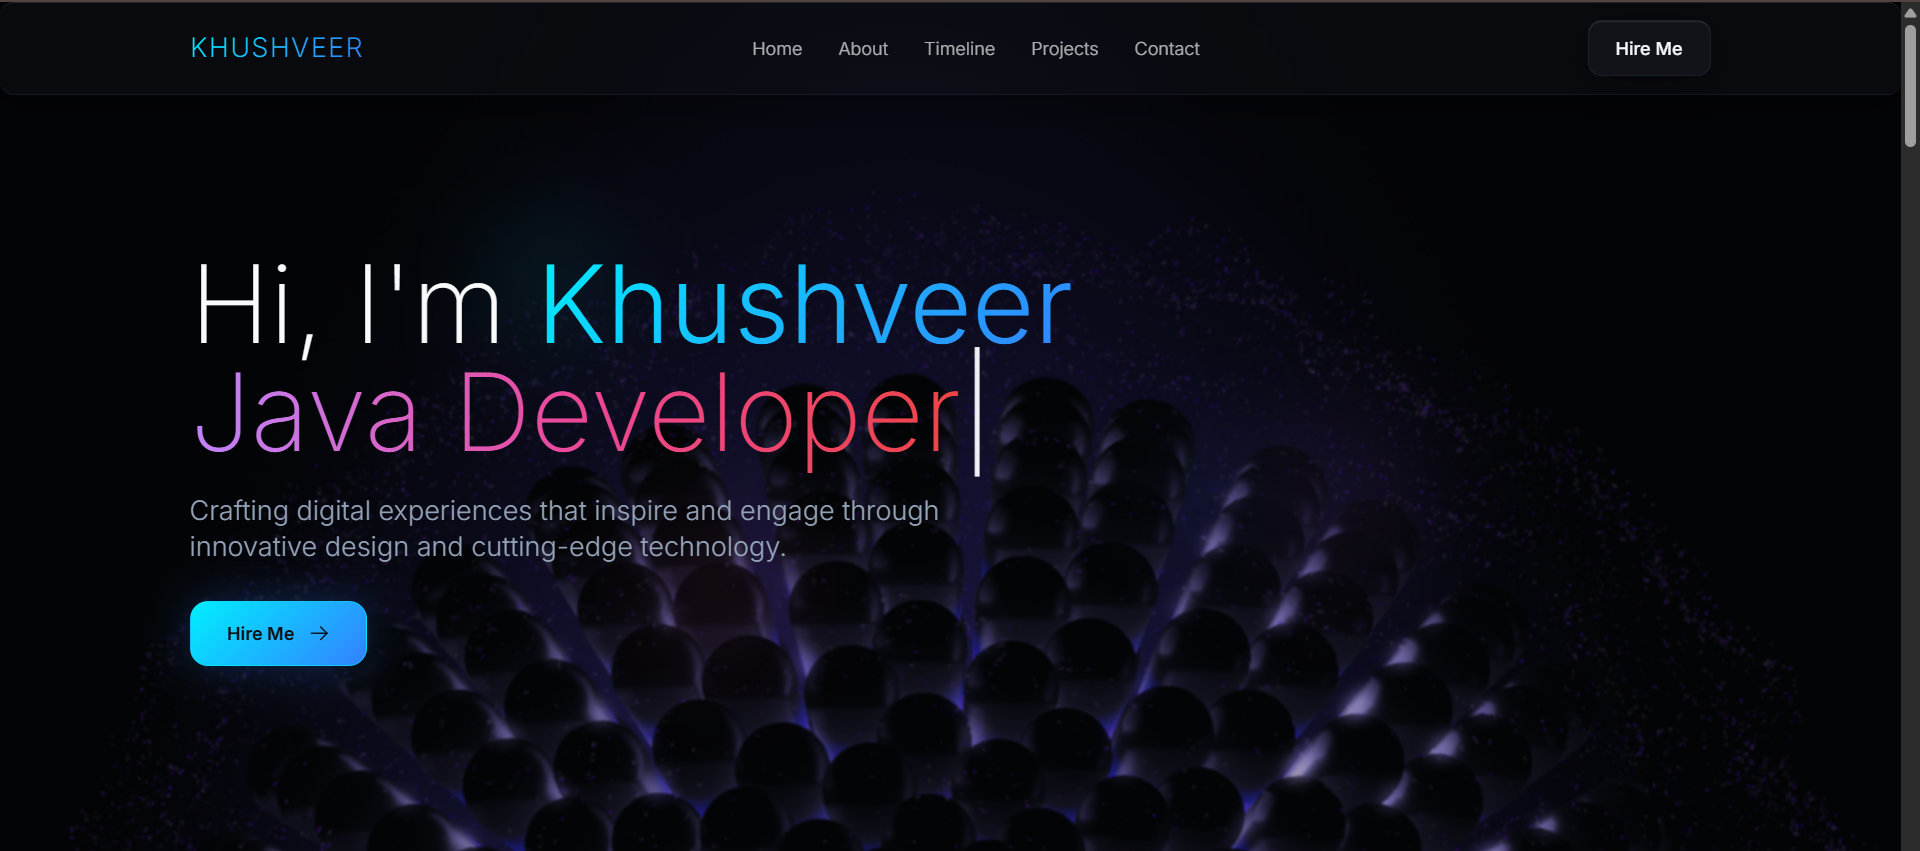 KHUSHVEER
Home About Timeline Projects Contact
Hire Me
Hi, I'm Khushveer
Java Developer
Crafting digital experiences that inspire and engage through
innovative design and cutting-edge technology.
Hire Me